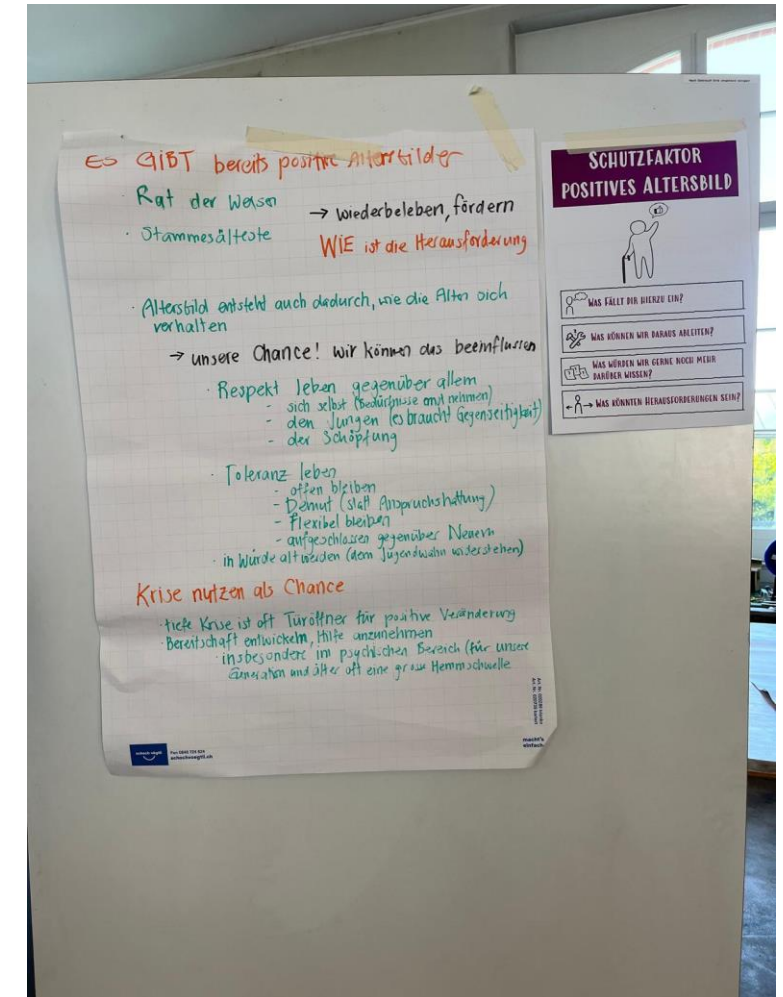 ES GIBT bereits positive Altersbilder
· Rat der Weisen
· Stammesälteste
→ wiederbeleben, fördern
WIE ist die Herausforderung
· Altersbild entsteht auch dadurch, wie die Alten sich
verhalten
→ unsere Chance! wir können das beeinflussen
· Respekt leben gegenüber allem
- sich selbst (Bedürfnisse ernst nehmen)
- den Jungen (es braucht Gegenseitigkeit)
- der Schöpfung
· Toleranz leben
- offen bleiben
- Demut (statt Anspruchshaltung)
- Flexibel bleiben
- aufgeschlossen gegenüber Neuem
· in Würde alt werden (dem Jugendwahn widerstehen)
Krise nutzen als Chance
· tiefe Krise ist oft Türöffner für positive Veränderung
· Bereitschaft entwickeln, Hilfe anzunehmen
· insbesondere im psychischen Bereich (für unsere
Generation und älter oft eine grosse Hemmschwelle
schoch vögtli
schochvoegtli.ch
macht's
einfach
SCHUTZFAKTOR
POSITIVES ALTERSBILD
WAS FÄLLT DIR HIERZU EIN?
WAS KÖNNEN WIR DARAUS ABLEITEN?
WAS WÜRDEN WIR GERNE NOCH MEHR
DARÜBER WISSEN?
WAS KÖNNTEN HERAUSFORDERUNGEN SEIN?